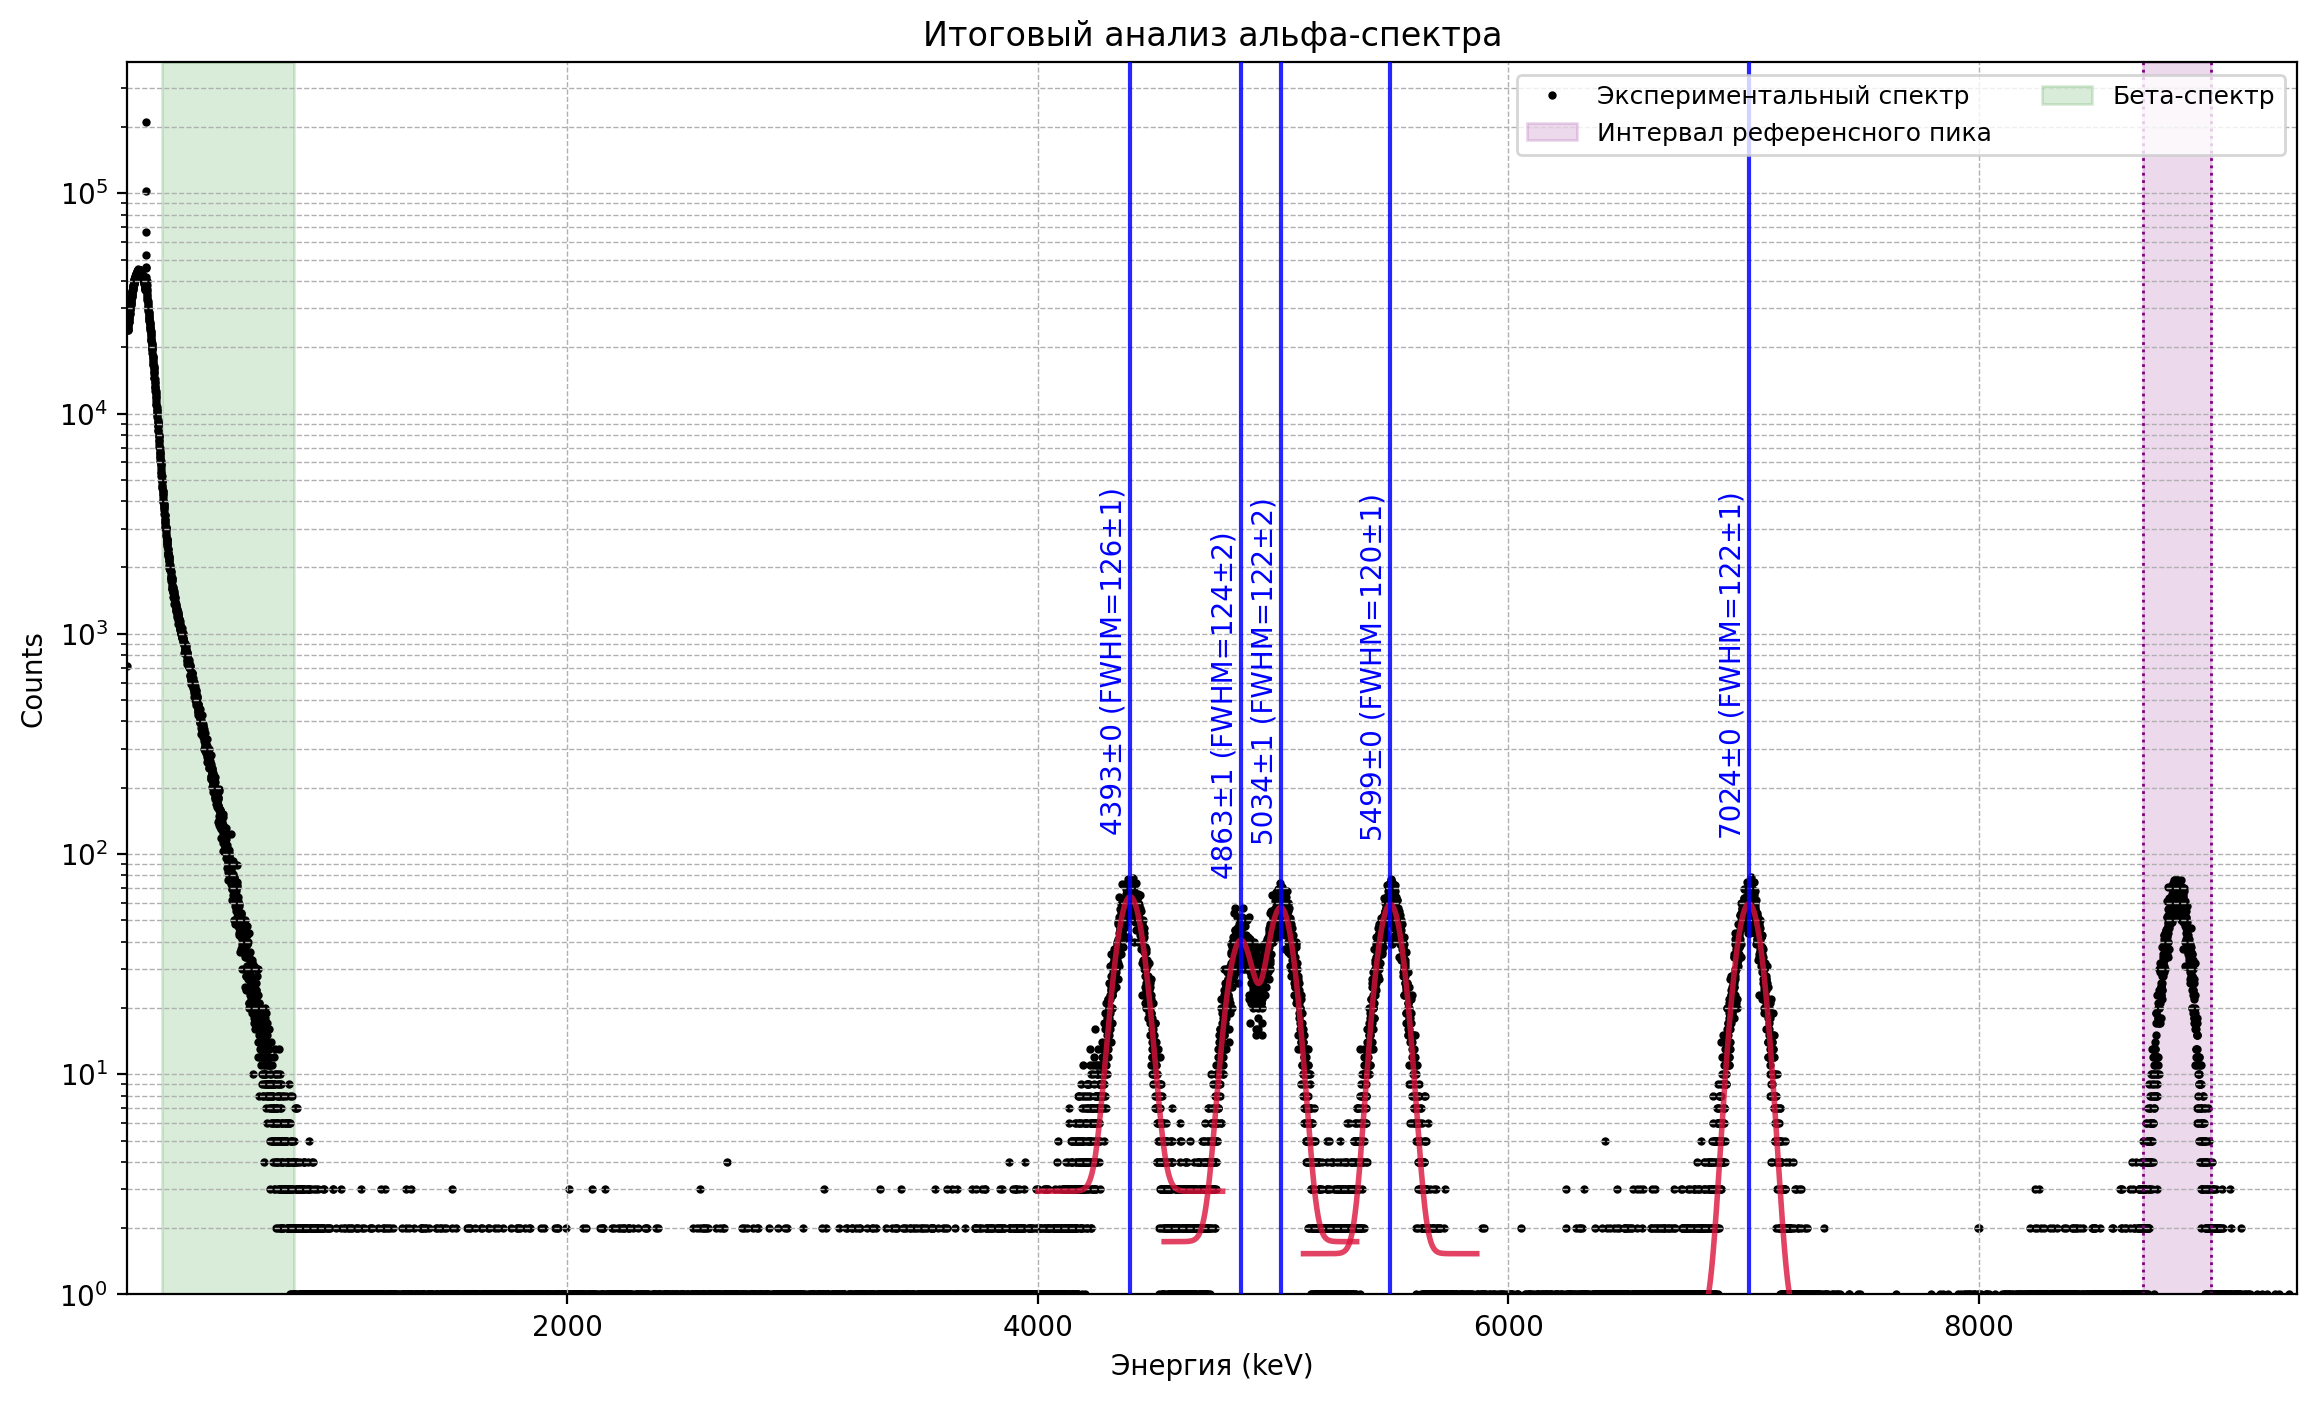 Итоговый анализ альфа-спектра
Экспериментальный спектр
Интервал референсного пика
Бета-спектр
Counts
10⁵
10⁴
10³
10²
10¹
10⁰
4393±0 (FWHM=126±1)
4863±1 (FWHM=124±2)
5034±1 (FWHM=122±2)
5499±0 (FWHM=120±1)
7024±0 (FWHM=122±1)
2000 4000 6000 8000
Энергия (keV)